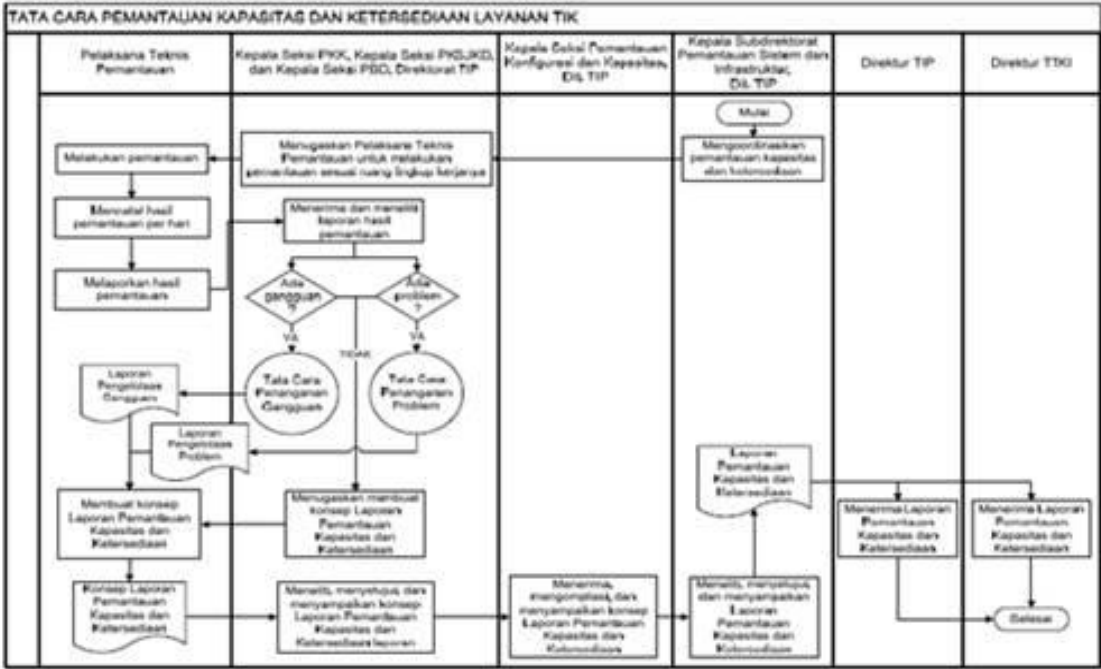 TATA CARA PEMANTAUAN KAPASITAS DAN KETERSEDIAAN LAYANAN TIK
Pelaksana Teknis
Pemantauan
Kepala Seksi PKK, Kepala Seksi PKSJKD,
dan Kepala Seksi PBD, Direktorat TIP
Kepala Seksi Pemantauan
Konfigurasi dan Kapasitas,
Dit. TIP
Kepala Subdirektorat
Pemantauan Sistem dan
Infrastruktur,
Dit. TIP
Direktur TIP
Direktur TTKI
Mulai
Mengoordinasikan
pemantauan kapasitas
dan ketersediaan
Menugaskan Pelaksana Teknis
Pemantauan untuk melakukan
pemantauan sesuai ruang lingkup kerjanya
Melakukan pemantauan
Mencatat hasil
pemantauan per hari
Melaporkan hasil
pemantauan
Menerima dan meneliti
laporan hasil
pemantauan
Ada
gangguan
?
Ada
problem
?
YA
YA
TIDAK
Tata Cara
Penanganan
Gangguan
Tata Cara
Penanganan
Problem
Laporan
Pengelolaan
Gangguan
Laporan
Pengelolaan
Problem
Menugaskan membuat
konsep Laporan
Pemantauan
Kapasitas dan
Ketersediaan
Membuat konsep
Laporan Pemantauan
Kapasitas dan
Ketersediaan
Konsep Laporan
Pemantauan
Kapasitas dan
Ketersediaan
Meneliti, menyetujui, dan
menyampaikan konsep
Laporan Pemantauan
Kapasitas dan
Ketersediaan laporan
Menerima,
mengompilasi, dan
menyampaikan konsep
Laporan Pemantauan
Kapasitas dan
Ketersediaan
Meneliti, menyetujui,
dan menyampaikan
Laporan
Pemantauan
Kapasitas dan
Ketersediaan
Laporan
Pemantauan
Kapasitas dan
Ketersediaan
Menerima Laporan
Pemantauan
Kapasitas dan
Ketersediaan
Menerima Laporan
Pemantauan
Kapasitas dan
Ketersediaan
Selesai